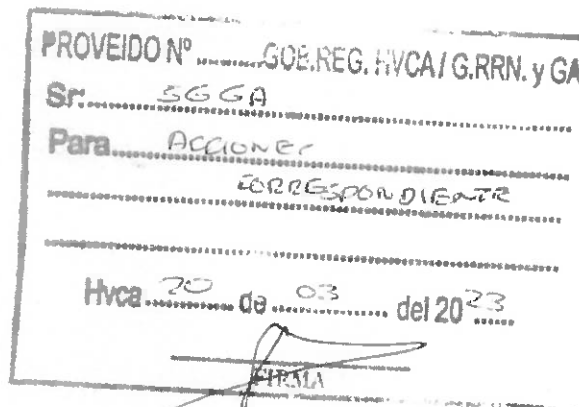 PROVEIDO Nº ............ GOB.REG. HVCA / G.RRN. y GA
Sr: SGGA
Para ACCIONES
CORRESPONDIENTE
Hvca 20 de 03 del 2023
FIRMA